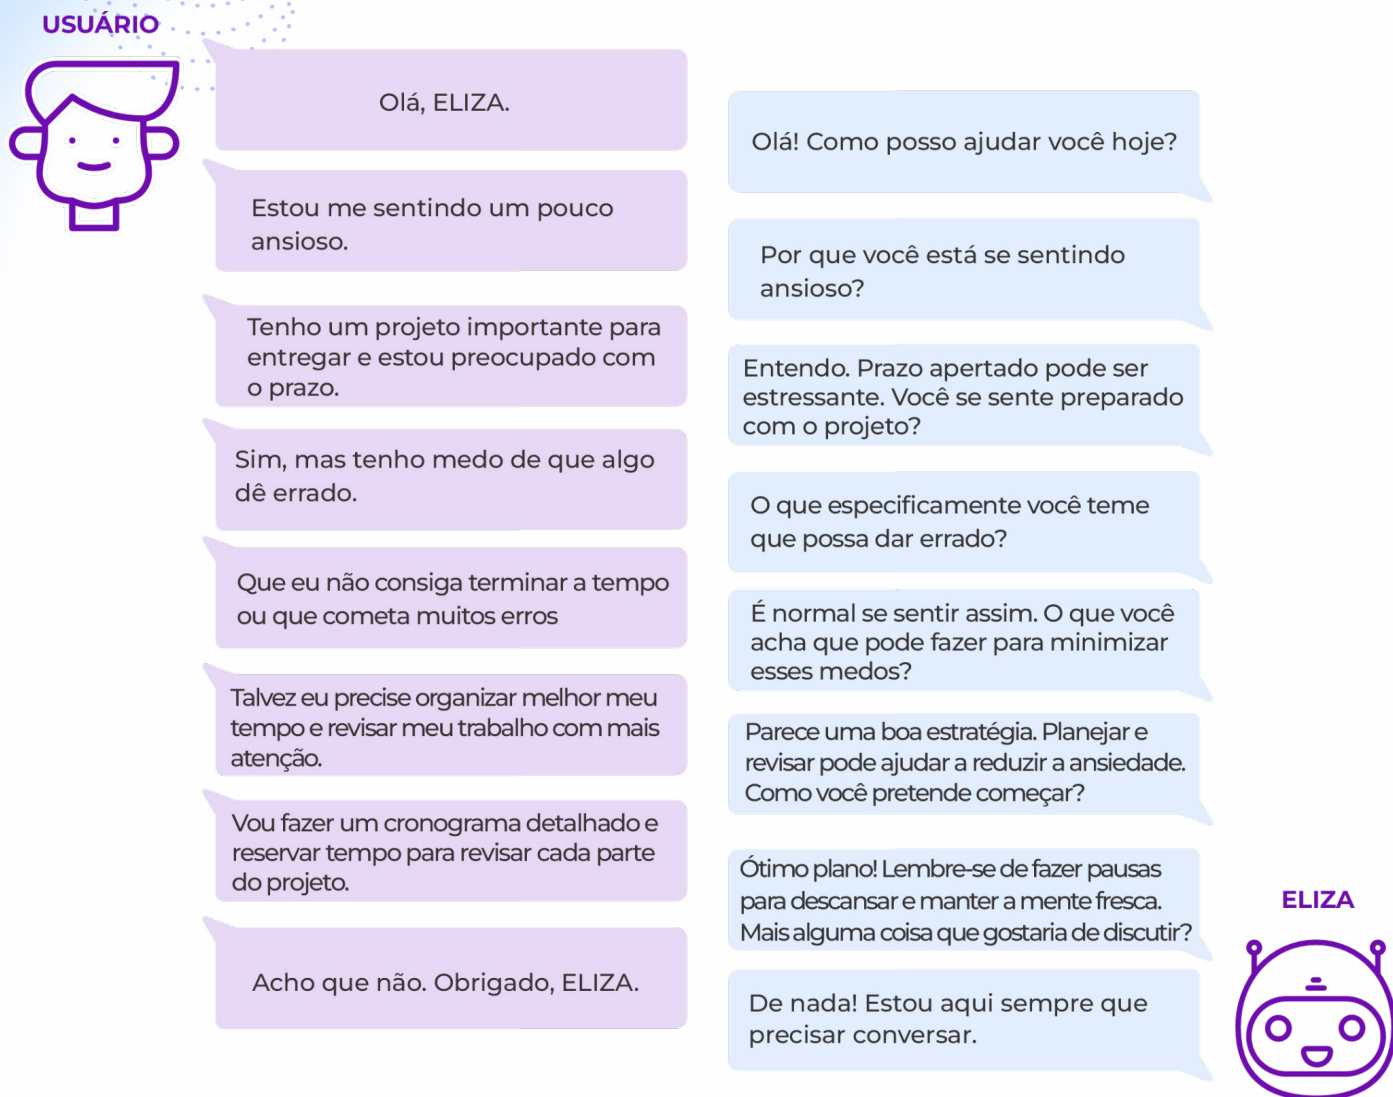 USUÁRIO
Olá, ELIZA.
Olá! Como posso ajudar você hoje?
Estou me sentindo um pouco
ansioso.
Por que você está se sentindo
ansioso?
Tenho um projeto importante para
entregar e estou preocupado com
o prazo.
Entendo. Prazo apertado pode ser
estressante. Você se sente preparado
com o projeto?
Sim, mas tenho medo de que algo
dê errado.
O que especificamente você teme
que possa dar errado?
Que eu não consiga terminar a tempo
ou que cometa muitos erros
É normal se sentir assim. O que você
acha que pode fazer para minimizar
esses medos?
Talvez eu precise organizar melhor meu
tempo e revisar meu trabalho com mais
atenção.
Parece uma boa estratégia. Planejar e
revisar pode ajudar a reduzir a ansiedade.
Como você pretende começar?
Vou fazer um cronograma detalhado e
reservar tempo para revisar cada parte
do projeto.
Ótimo plano! Lembre-se de fazer pausas
para descansar e manter a mente fresca.
Mais alguma coisa que gostaria de discutir?
Acho que não. Obrigado, ELIZA.
De nada! Estou aqui sempre que
precisar conversar.
ELIZA